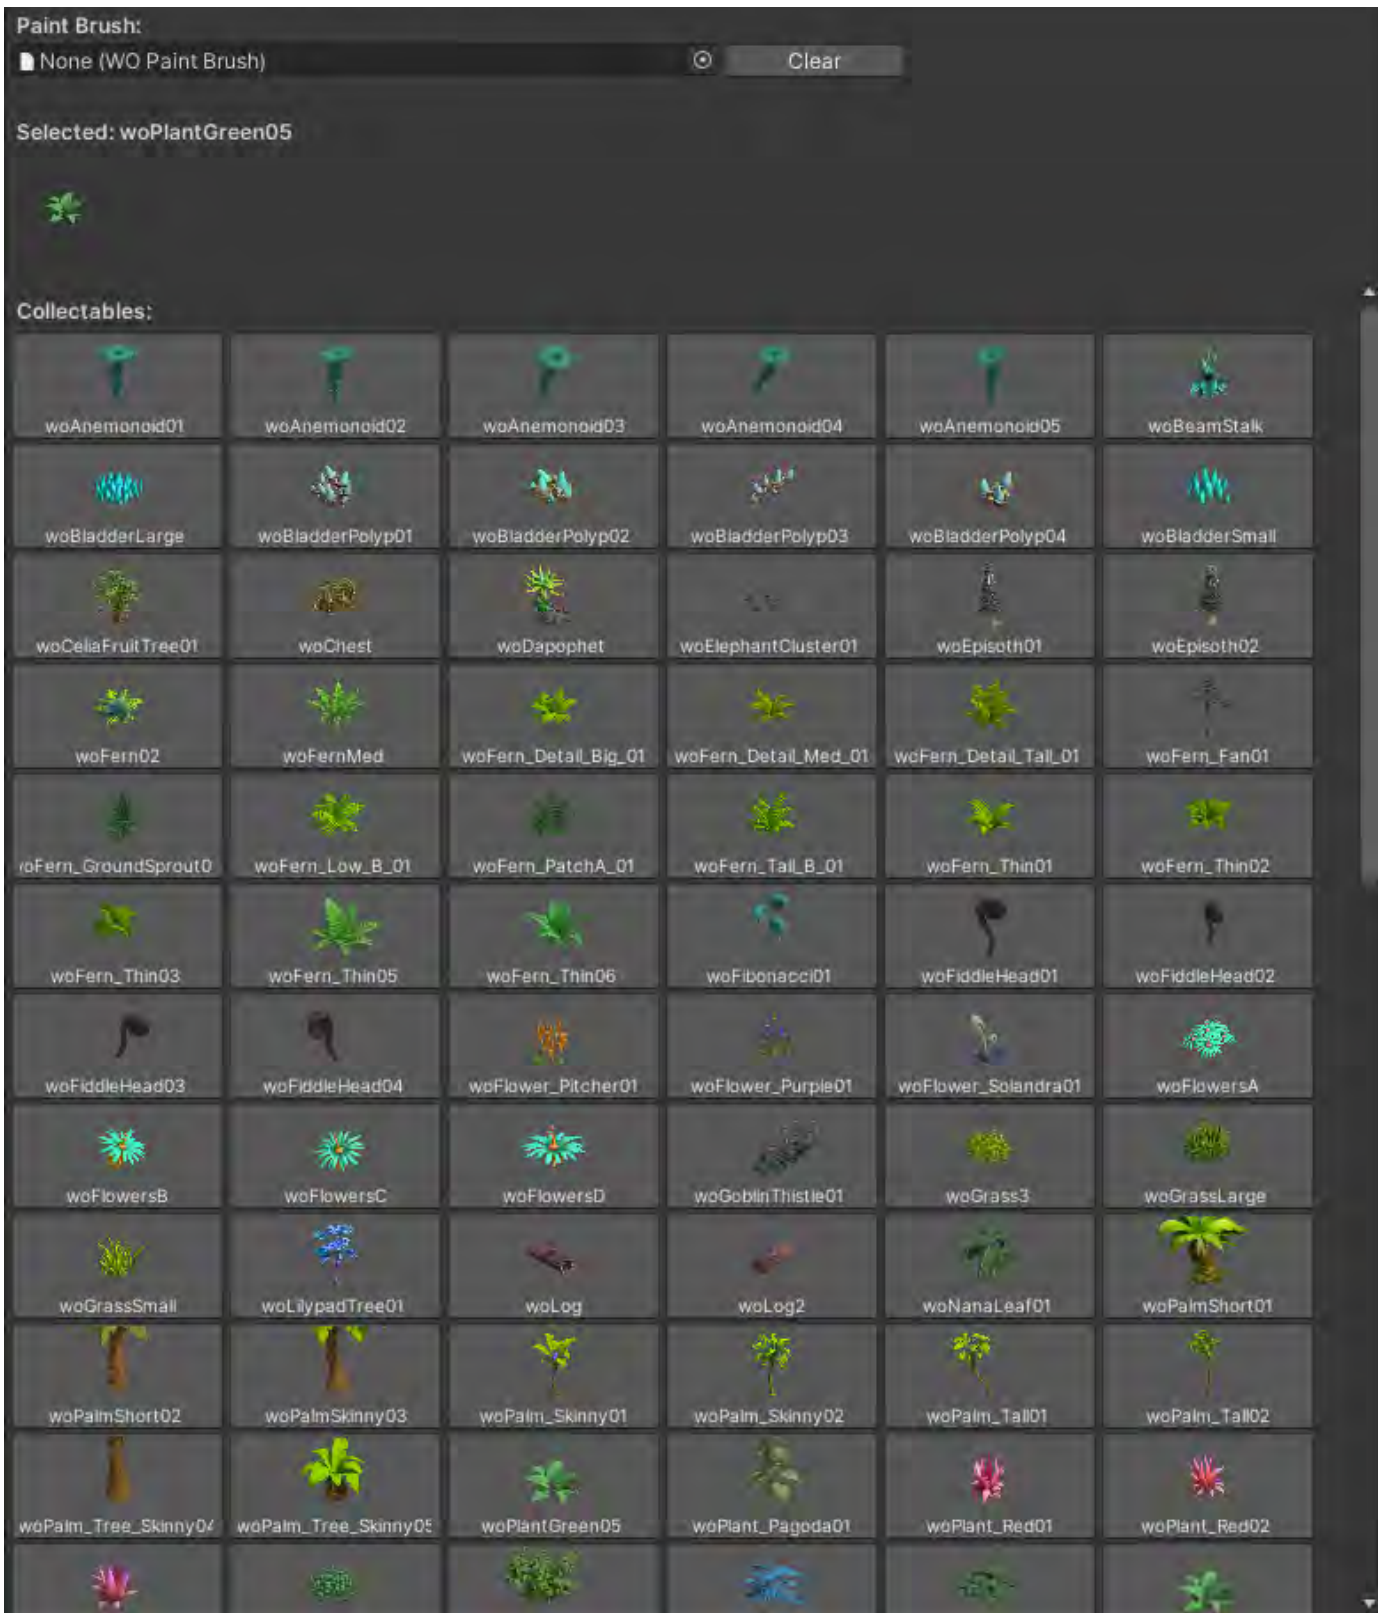 Paint Brush:
None (WO Paint Brush)
Clear
Selected: woPlantGreen05
Collectables:
woAnemonoid01 woAnemonoid02 woAnemonoid03 woAnemonoid04 woAnemonoid05 woBeamStalk
woBladderLarge woBladderPolyp01 woBladderPolyp02 woBladderPolyp03 woBladderPolyp04 woBladderSmall
woCeliaFruitTree01 woChest woDapophet woElephantCluster01 woEpisoth01 woEpisoth02
woFern02 woFernMed woFern_Detail_Big_01 woFern_Detail_Med_01 woFern_Detail_Tall_01 woFern_Fan01
oFern_GroundSprout0 woFern_Low_B_01 woFern_PatchA_01 woFern_Tall_B_01 woFern_Thin01 woFern_Thin02
woFern_Thin03 woFern_Thin05 woFern_Thin06 woFibonacci01 woFiddleHead01 woFiddleHead02
woFiddleHead03 woFiddleHead04 woFlower_Pitcher01 woFlower_Purple01 woFlower_Solandra01 woFlowersA
woFlowersB woFlowersC woFlowersD woGoblinThistle01 woGrass3 woGrassLarge
woGrassSmall woLilypadTree01 woLog woLog2 woNanaLeaf01 woPalmShort01
woPalmShort02 woPalmSkinny03 woPalm_Skinny01 woPalm_Skinny02 woPalm_Tall01 woPalm_Tall02
woPalm_Tree_Skinny04 woPalm_Tree_Skinny05 woPlantGreen05 woPlant_Pagoda01 woPlant_Red01 woPlant_Red02